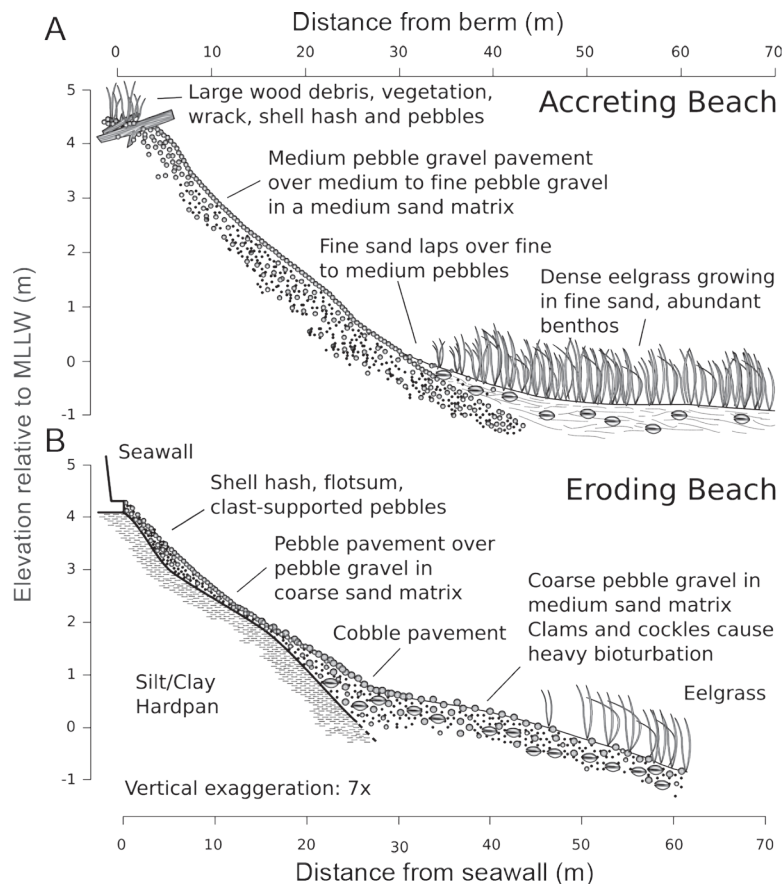 A
Distance from berm (m)
0 10 20 30 40 50 60 70
Elevation relative to MLLW (m)
5
4
3
2
1
0
-1
Accreting Beach
Large wood debris, vegetation,
wrack, shell hash and pebbles
Medium pebble gravel pavement
over medium to fine pebble gravel
in a medium sand matrix
Fine sand laps over fine
to medium pebbles
Dense eelgrass growing
in fine sand, abundant
benthos
B
5
4
3
2
1
0
-1
Seawall
Eroding Beach
Shell hash, flotsum,
clast-supported pebbles
Pebble pavement over
pebble gravel in
coarse sand matrix
Cobble pavement
Coarse pebble gravel in
medium sand matrix
Clams and cockles cause
heavy bioturbation
Eelgrass
Silt/Clay
Hardpan
Vertical exaggeration: 7x
0 10 20 30 40 50 60 70
Distance from seawall (m)